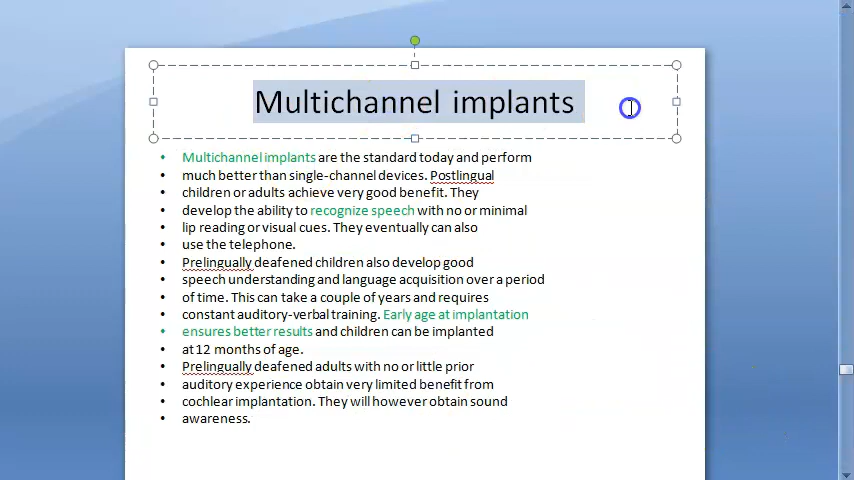 Multichannel implants
• Multichannel implants are the standard today and perform
• much better than single-channel devices. Postlingual
• children or adults achieve very good benefit. They
• develop the ability to recognize speech with no or minimal
• lip reading or visual cues. They eventually can also
• use the telephone.
• Prelingually deafened children also develop good
• speech understanding and language acquisition over a period
• of time. This can take a couple of years and requires
• constant auditory-verbal training. Early age at implantation
• ensures better results and children can be implanted
• at 12 months of age.
• Prelingually deafened adults with no or little prior
• auditory experience obtain very limited benefit from
• cochlear implantation. They will however obtain sound
• awareness.